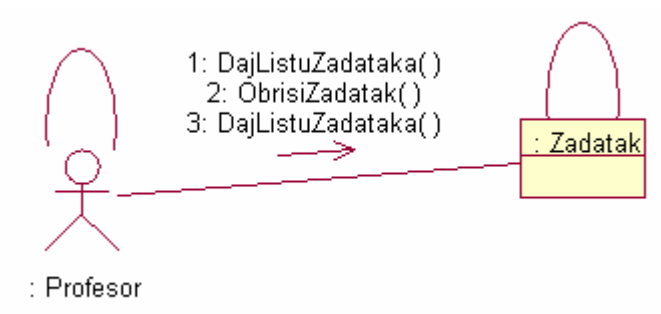 1: DajListuZadataka( )
2: ObrisiZadatak( )
3: DajListuZadataka( )
: Zadatak
: Profesor